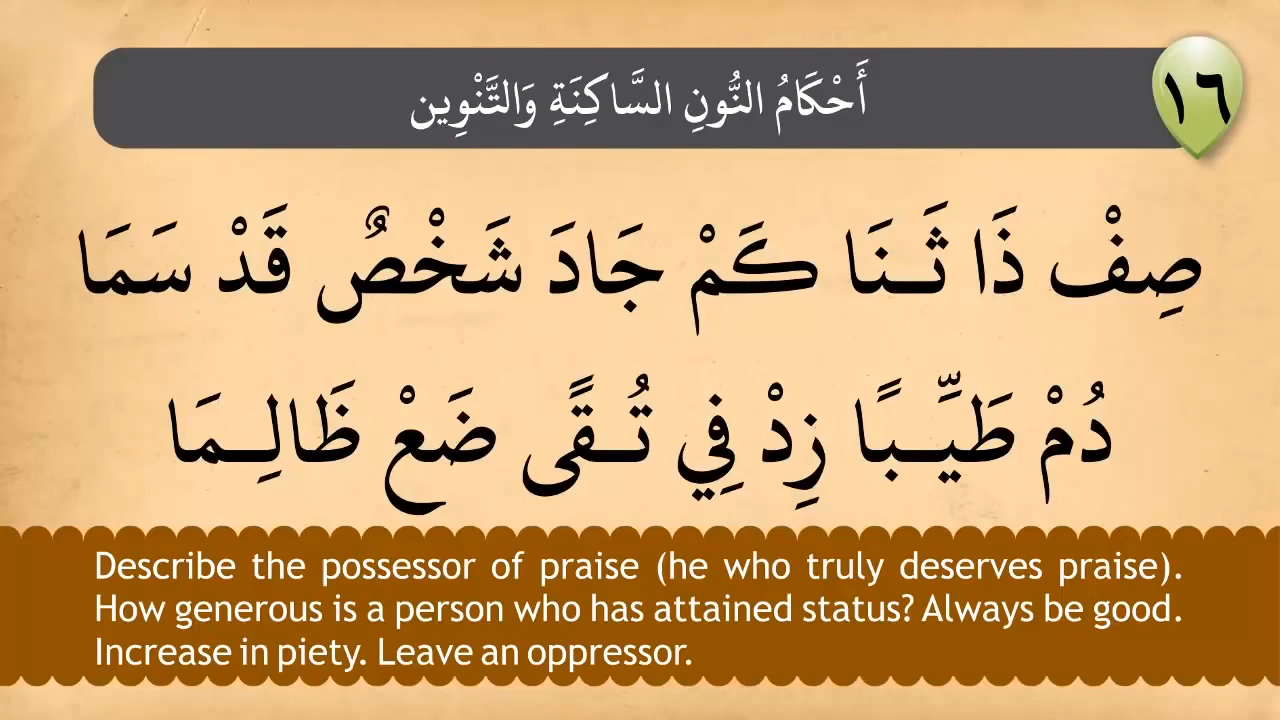 ١٦
أَحْكَامُ النُّونِ السَّاكِنَةِ وَالتَّنْوِين
صِفْ ذَا ثَـنَا كَمْ جَادَ شَخْصٌ قَدْ سَمَا
دُمْ طَيِّـبًا زِدْ فِي تُـقًى ضَعْ ظَالِـمَا
Describe the possessor of praise (he who truly deserves praise).
How generous is a person who has attained status? Always be good.
Increase in piety. Leave an oppressor.